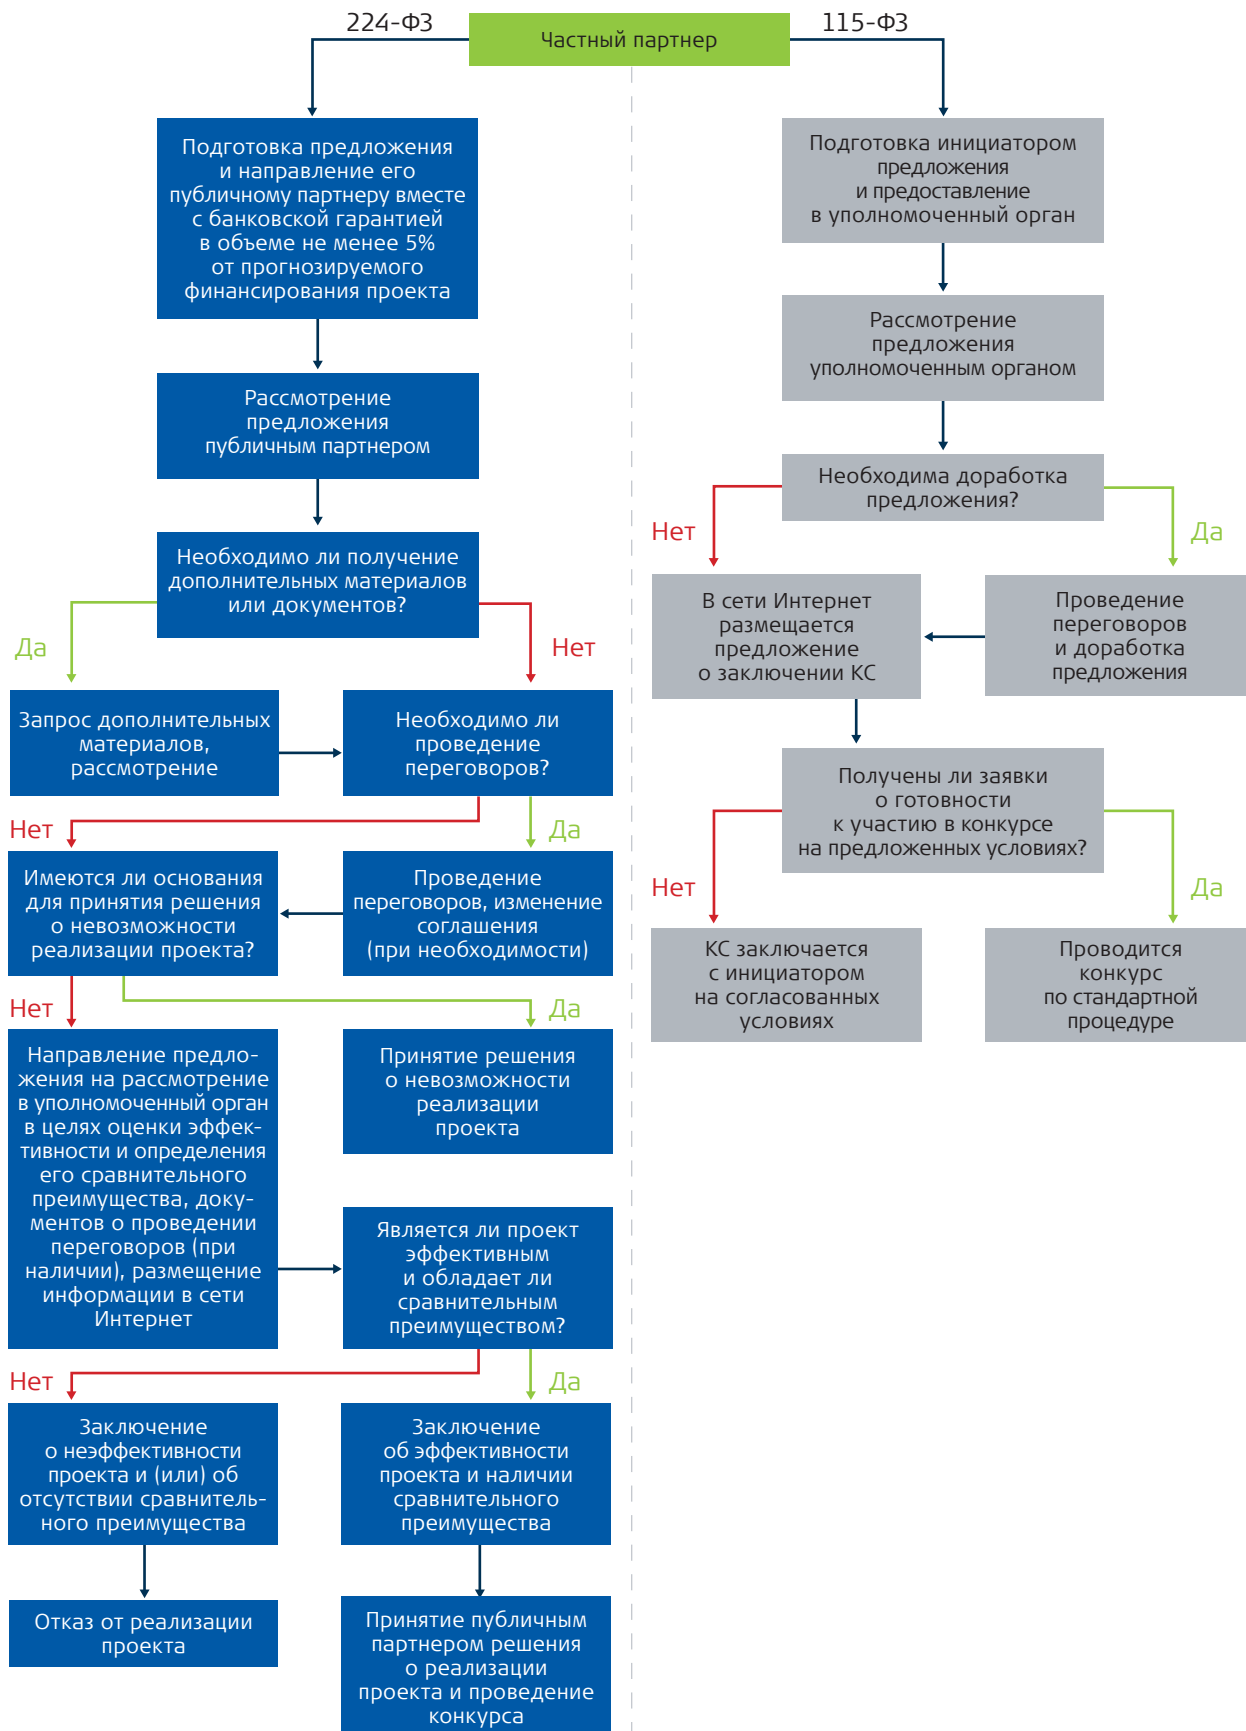 224-ФЗ
Частный партнер
115-ФЗ
Подготовка предложения
и направление его
публичному партнеру вместе
с банковской гарантией
в объеме не менее 5%
от прогнозируемого
финансирования проекта
Рассмотрение
предложения
публичным партнером
Необходимо ли получение
дополнительных материалов
или документов?
Да
Нет
Запрос дополнительных
материалов,
рассмотрение
Необходимо ли
проведение
переговоров?
Нет
Да
Имеются ли основания
для принятия решения
о невозможности
реализации проекта?
Проведение
переговоров, изменение
соглашения
(при необходимости)
Нет
Да
Направление предло-
жения на рассмотрение
в уполномоченный орган
в целях оценки эффек-
тивности и определения
его сравнительного
преимущества, доку-
ментов о проведении
переговоров (при
наличии), размещение
информации в сети
Интернет
Принятие решения
о невозможности
реализации
проекта
Является ли проект
эффективным
и обладает ли
сравнительным
преимуществом?
Нет
Да
Заключение
о неэффективности
проекта и (или) об
отсутствии сравнитель-
ного преимущества
Заключение
об эффективности
проекта и наличии
сравнительного
преимущества
Отказ от реализации
проекта
Принятие публичным
партнером решения
о реализации
проекта и проведение
конкурса
Подготовка инициатором
предложения
и предоставление
в уполномоченный орган
Рассмотрение
предложения
уполномоченным органом
Необходима доработка
предложения?
Нет
Да
В сети Интернет
размещается
предложение
о заключении КС
Проведение
переговоров
и доработка
предложения
Получены ли заявки
о готовности
к участию в конкурсе
на предложенных условиях?
Нет
Да
КС заключается
с инициатором
на согласованных
условиях
Проводится
конкурс
по стандартной
процедуре